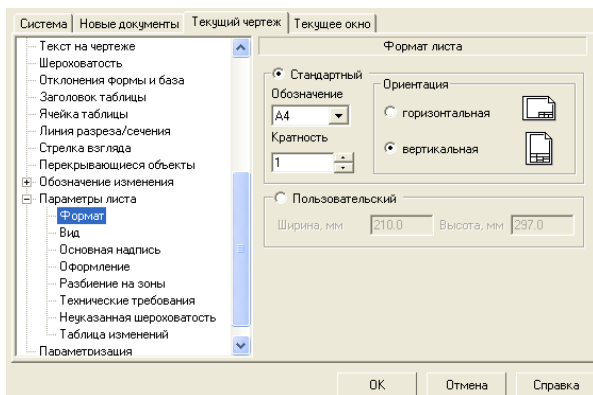 Система Новые документы Текущий чертеж Текущее окно
Текст на чертеже
Шероховатость
Отклонения формы и база
Заголовок таблицы
Ячейка таблицы
Линия разреза/сечения
Стрелка взгляда
Перекрывающиеся объекты
Обозначение изменения
Параметры листа
Формат
Вид
Основная надпись
Оформление
Разбиение на зоны
Технические требования
Неуказанная шероховатость
Таблица изменений
Параметризация
Формат листа
Стандартный
Обозначение
A4
Кратность
1
Ориентация
горизонтальная
вертикальная
Пользовательский
Ширина, мм 210.0 Высота, мм 297.0
OK Отмена Справка